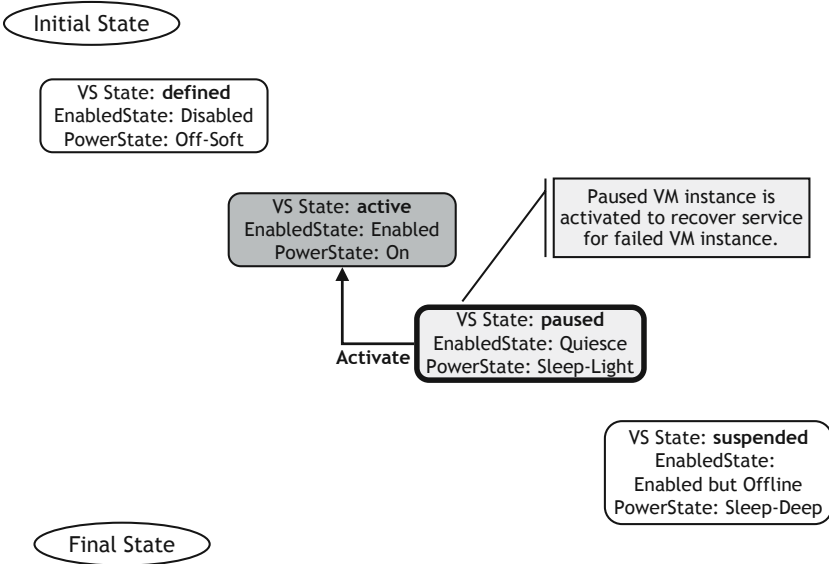 Initial State
VS State: defined
EnabledState: Disabled
PowerState: Off-Soft
VS State: active
EnabledState: Enabled
PowerState: On
Paused VM instance is
activated to recover service
for failed VM instance.
VS State: paused
EnabledState: Quiesce
PowerState: Sleep-Light
Activate
VS State: suspended
EnabledState:
Enabled but Offline
PowerState: Sleep-Deep
Final State